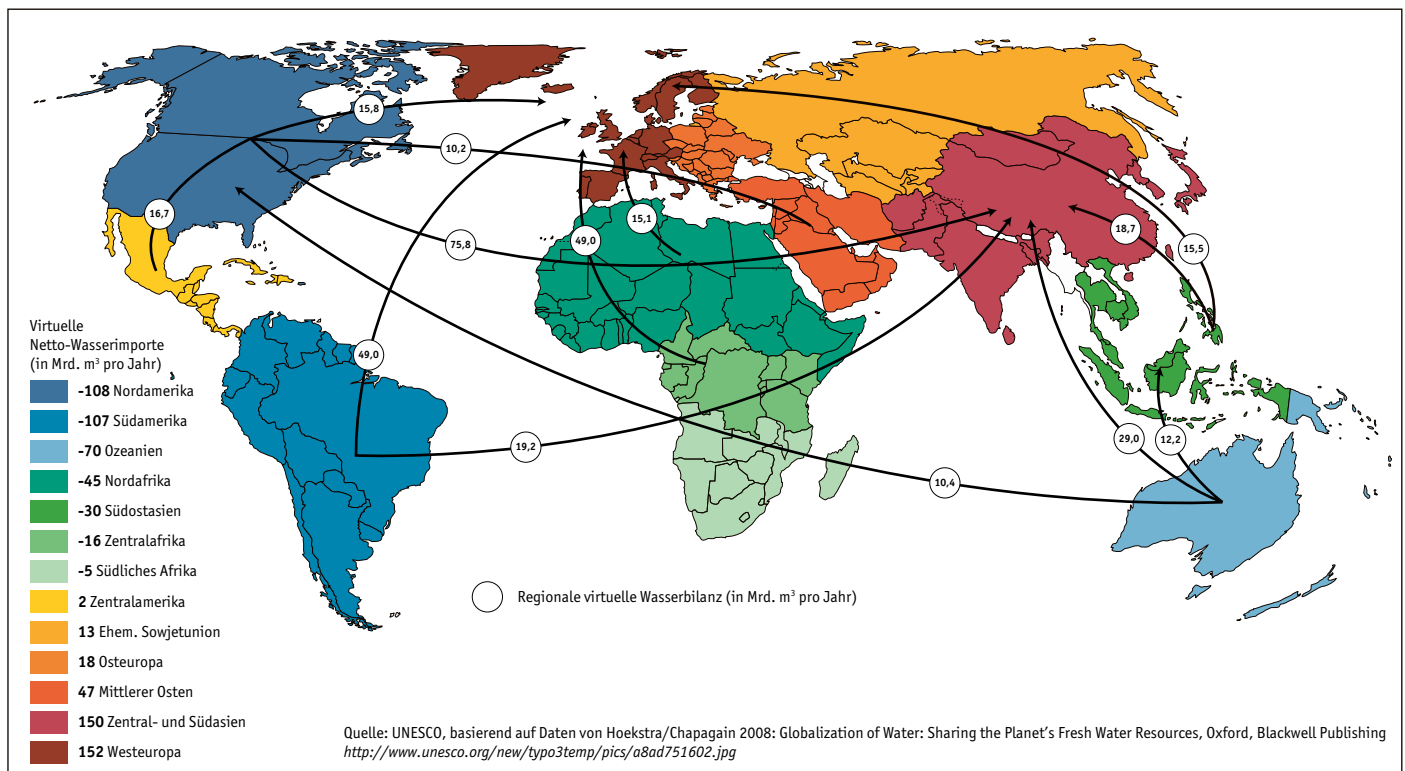 15,8
10,2
16,7
75,8
49,0
15,1
49,0
18,7
15,5
19,2
29,0
12,2
10,4
Virtuelle
Netto-Wasserimporte
(in Mrd. m³ pro Jahr)
-108 Nordamerika
-107 Südamerika
-70 Ozeanien
-45 Nordafrika
-30 Südostasien
-16 Zentralafrika
-5 Südliches Afrika
2 Zentralamerika
13 Ehem. Sowjetunion
18 Osteuropa
47 Mittlerer Osten
150 Zentral- und Südasien
152 Westeuropa
Regionale virtuelle Wasserbilanz (in Mrd. m³ pro Jahr)
Quelle: UNESCO, basierend auf Daten von Hoekstra/Chapagain 2008: Globalization of Water: Sharing the Planet's Fresh Water Resources, Oxford, Blackwell Publishing
http://www.unesco.org/new/typo3temp/pics/a8ad751602.jpg